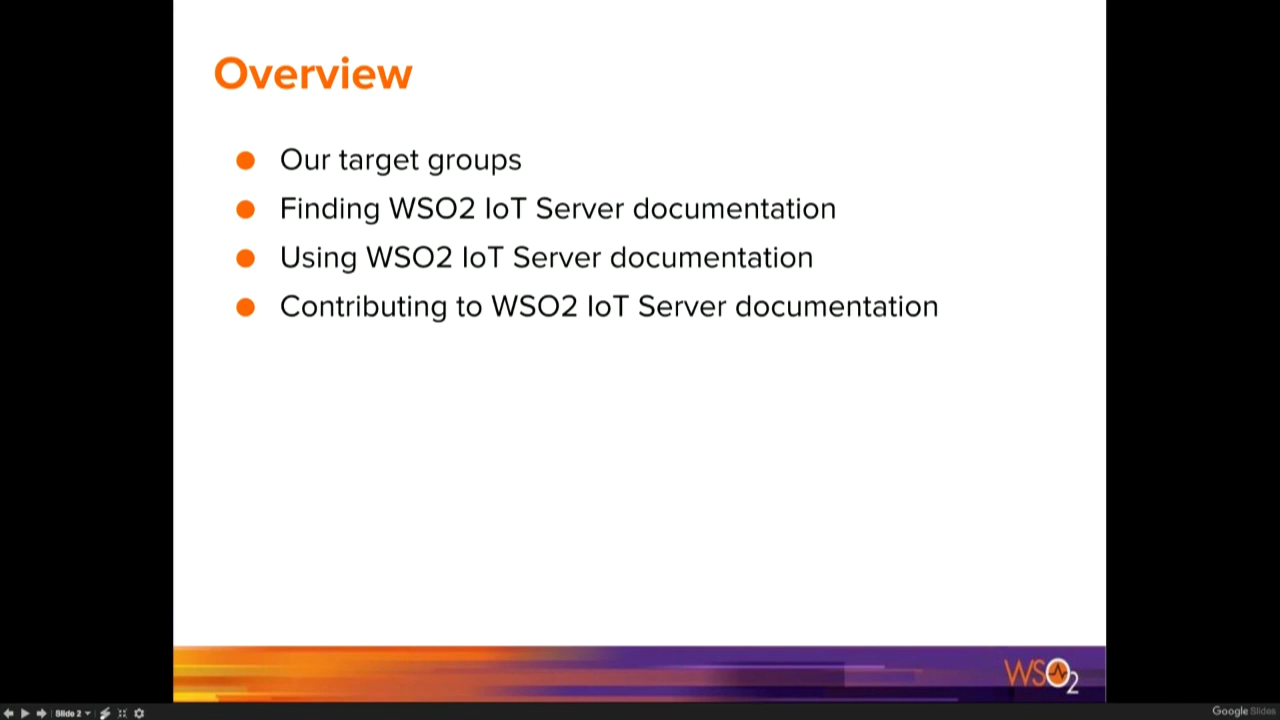 Overview
Our target groups
Finding WSO2 IoT Server documentation
Using WSO2 IoT Server documentation
Contributing to WSO2 IoT Server documentation
WSO2
Slide 2
Google Slides